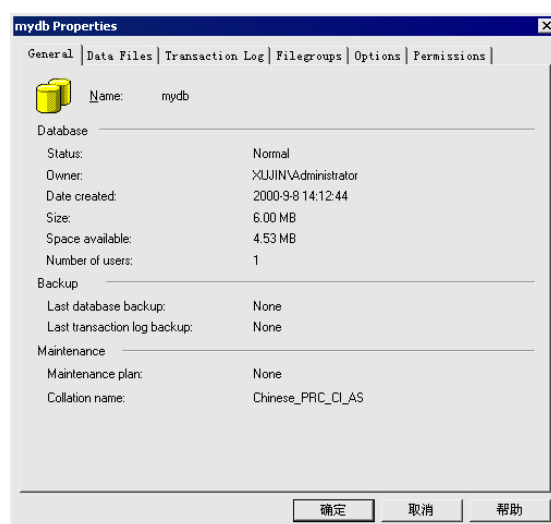 mydb Properties
General Data Files Transaction Log Filegroups Options Permissions
Name: mydb
Database
Status: Normal
Owner: XUJIN\Administrator
Date created: 2000-9-8 14:12:44
Size: 6.00 MB
Space available: 4.53 MB
Number of users: 1
Backup
Last database backup: None
Last transaction log backup: None
Maintenance
Maintenance plan: None
Collation name: Chinese_PRC_CI_AS
确定 取消 帮助